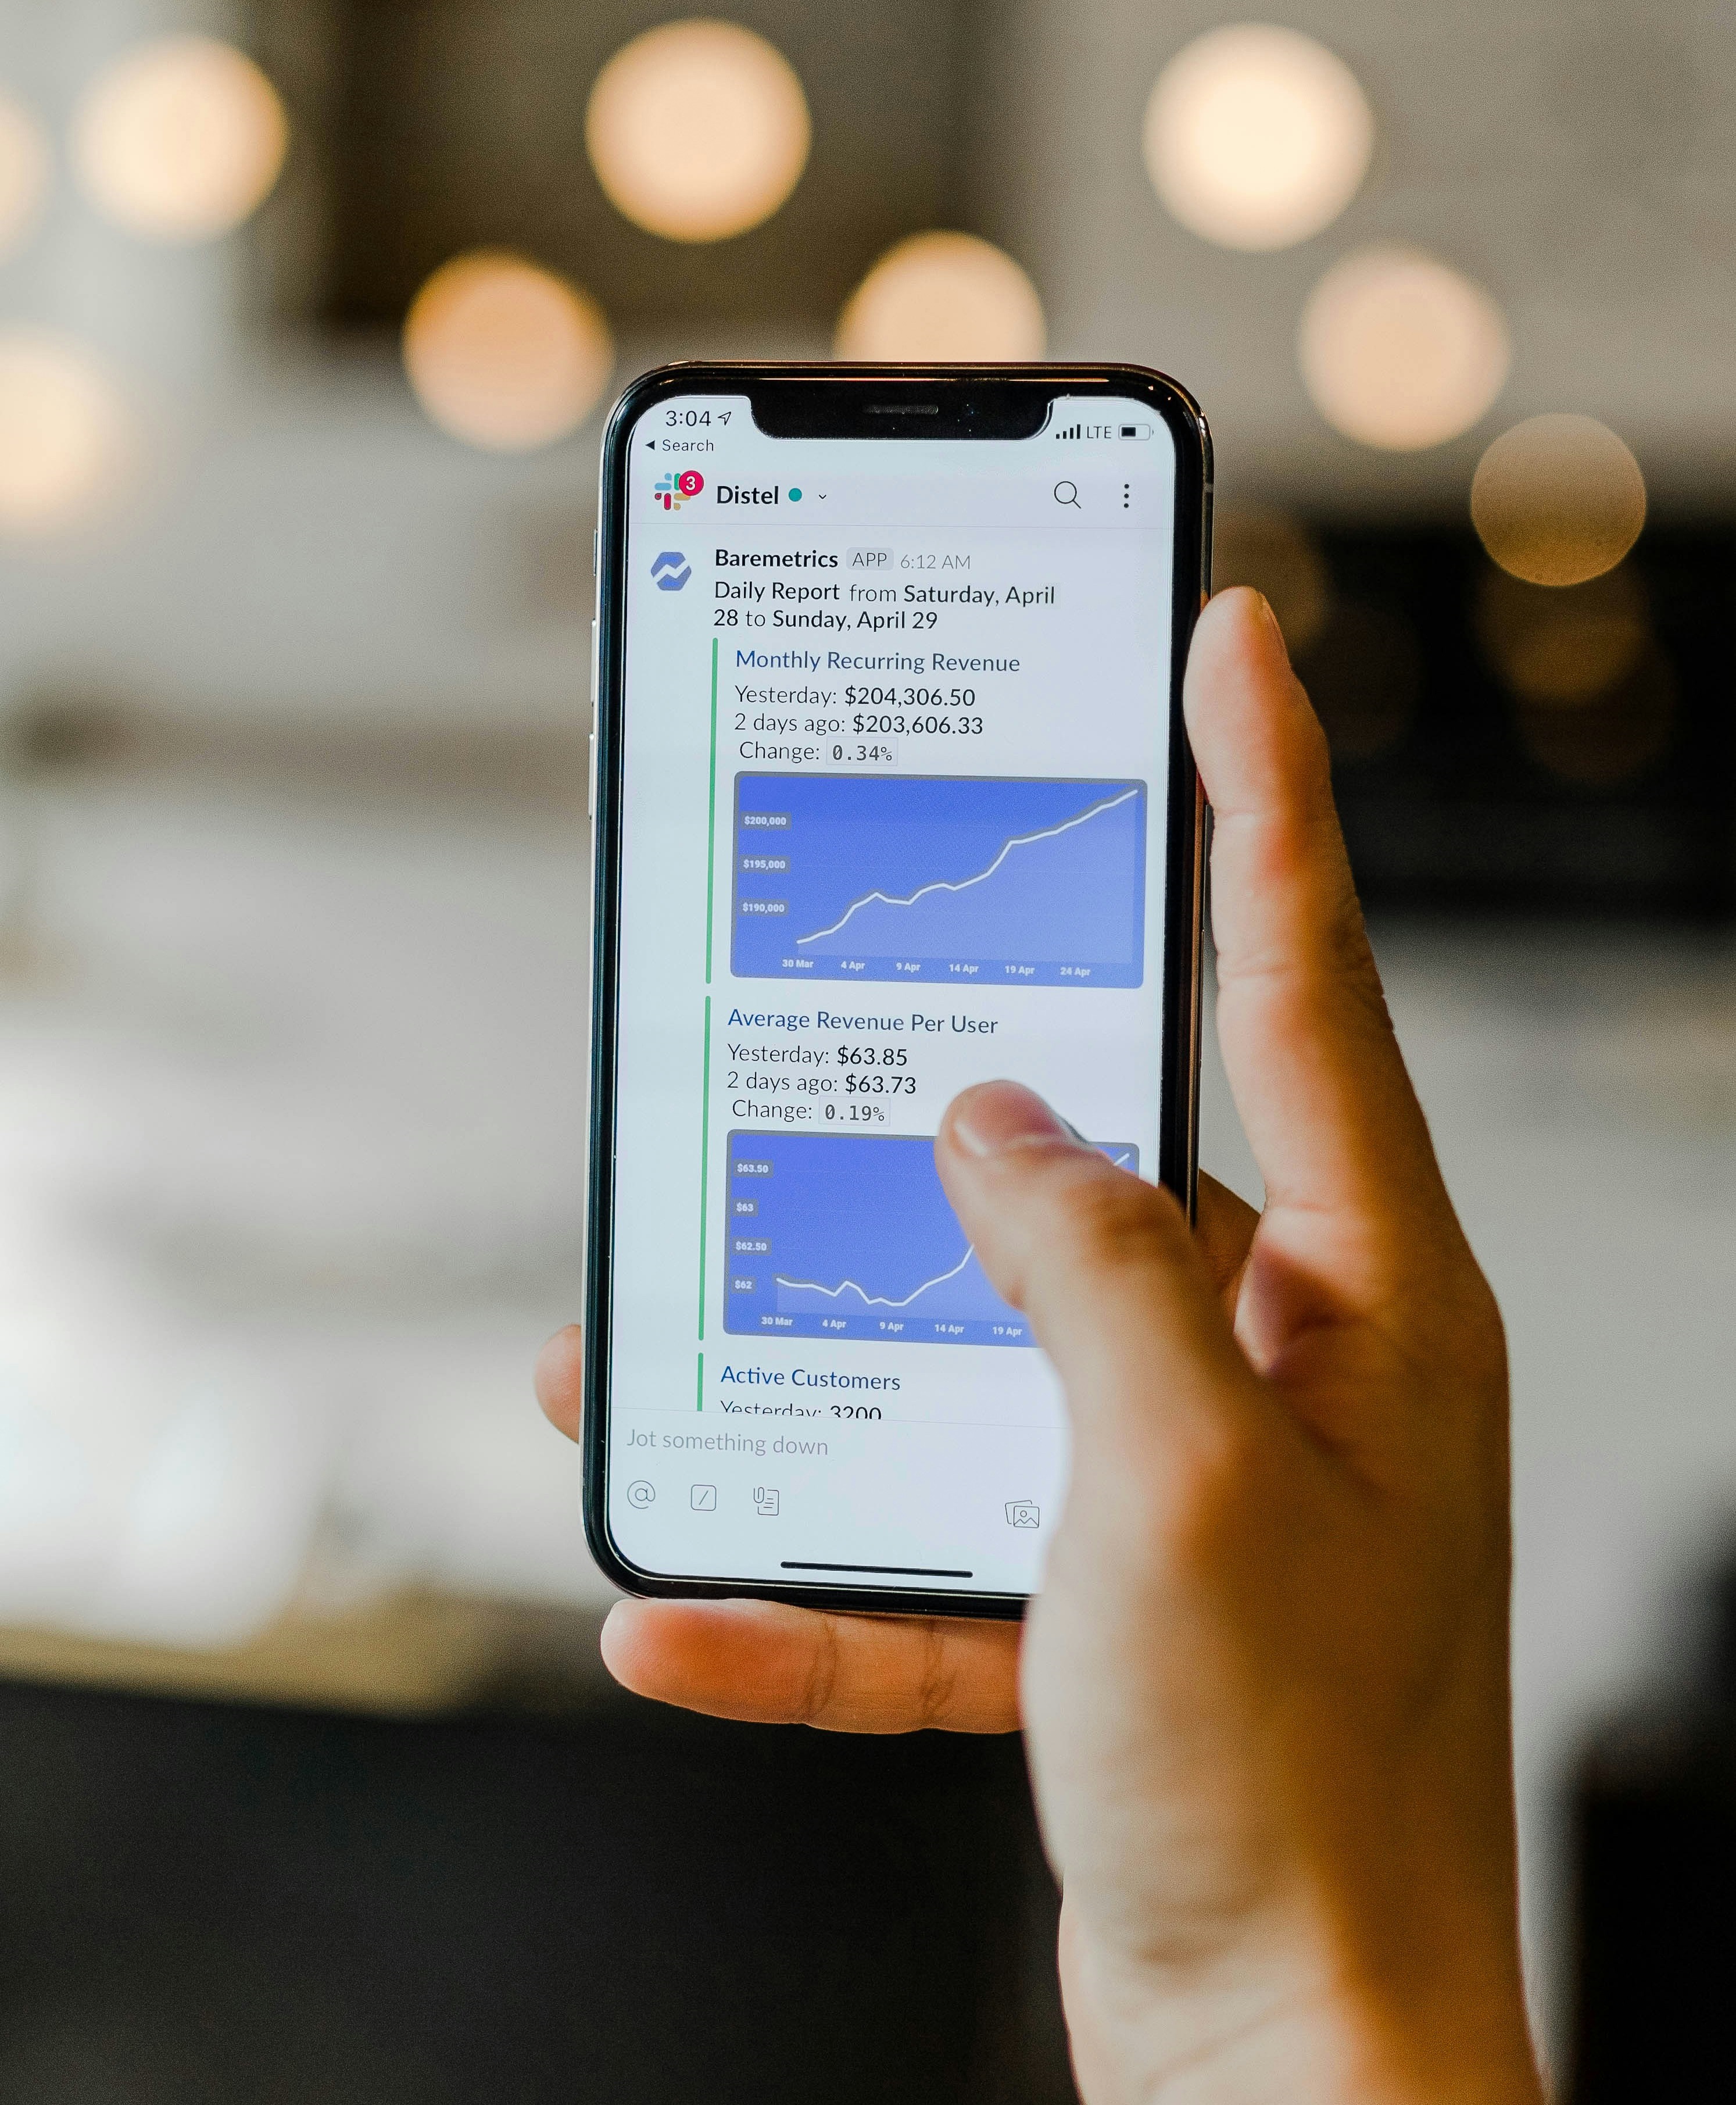 3:04
LTE
◀ Search
3
Distel
Baremetrics APP 6:12 AM
Daily Report from Saturday, April
28 to Sunday, April 29
Monthly Recurring Revenue
Yesterday: $204,306.50
2 days ago: $203,606.33
Change: 0.34%
$200,000
$195,000
$190,000
30 Mar 4 Apr 9 Apr 14 Apr 19 Apr 24 Apr
Average Revenue Per User
Yesterday: $63.85
2 days ago: $63.73
Change: 0.19%
$63.50
$63
$62.50
$62
30 Mar 4 Apr 9 Apr 14 Apr 19 Apr
Active Customers
Yesterday: 3200
Jot something down
@